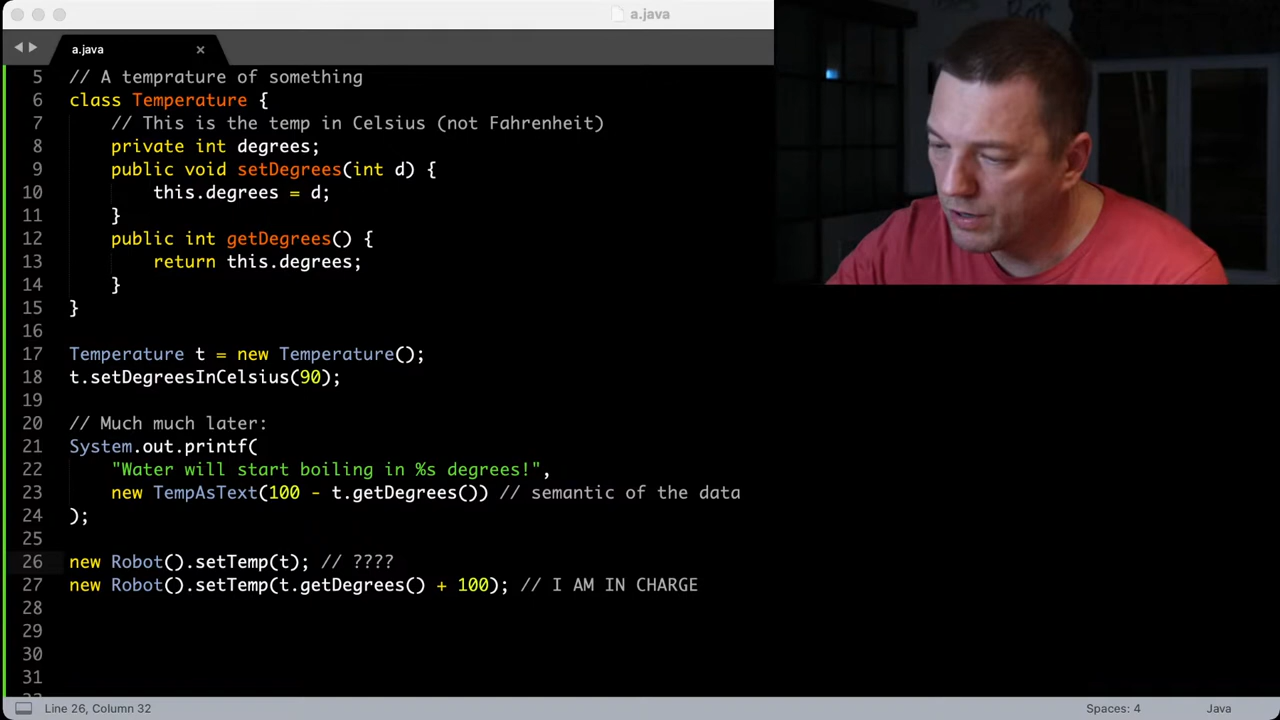 a.java
a.java
5 // A temprature of something
6 class Temperature {
7 // This is the temp in Celsius (not Fahrenheit)
8 private int degrees;
9 public void setDegrees(int d) {
10 this.degrees = d;
11 }
12 public int getDegrees() {
13 return this.degrees;
14 }
15 }
16
17 Temperature t = new Temperature();
18 t.setDegreesInCelsius(90);
19
20 // Much much later:
21 System.out.printf(
22 "Water will start boiling in %s degrees!",
23 new TempAsText(100 - t.getDegrees()) // semantic of the data
24 );
25
26 new Robot().setTemp(t); // ????
27 new Robot().setTemp(t.getDegrees() + 100); // I AM IN CHARGE
28
29
30
31
Line 26, Column 32
Spaces: 4
Java